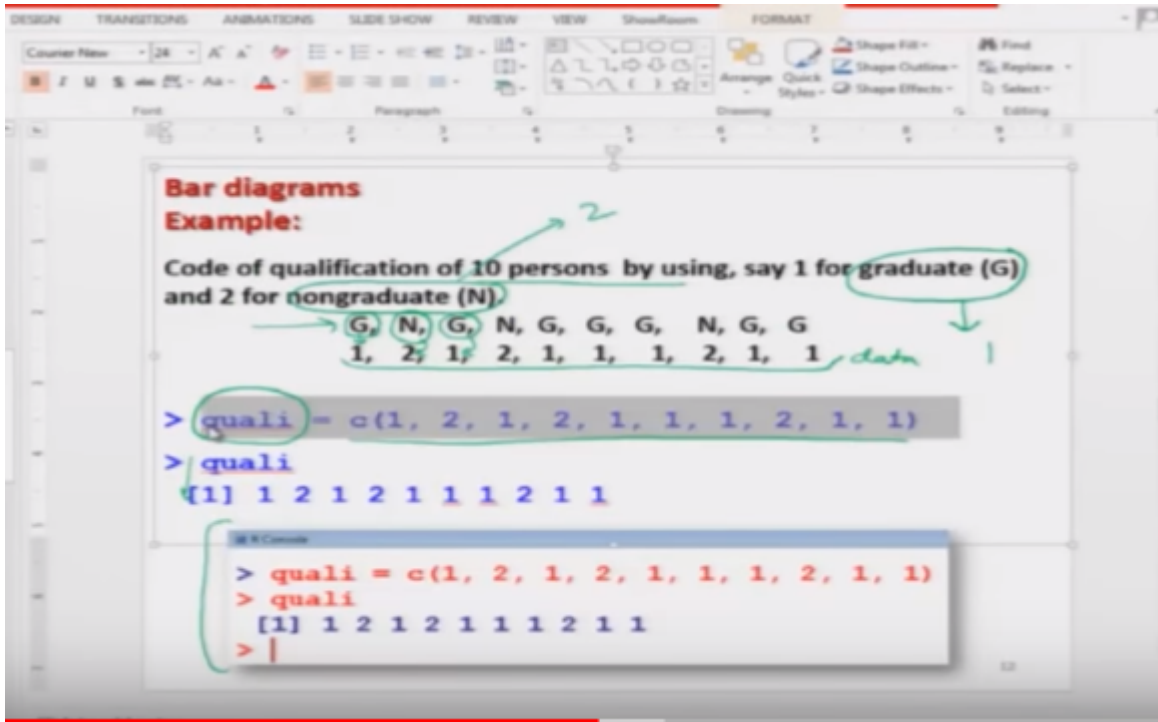 DESIGN TRANSITIONS ANIMATIONS SLIDE SHOW REVIEW VIEW ShowRoom FORMAT
Courier New 24
Shape Fill Find
Shape Outline Replace
Arrange Quick Styles Shape Effects Select
Font Paragraph Drawing Editing
Bar diagrams
Example:
2
Code of qualification of 10 persons by using, say 1 for graduate (G)
and 2 for nongraduate (N).
G, N, G, N, G, G, G, N, G, G
1, 2, 1, 2, 1, 1, 1, 2, 1, 1 data 1
> quali = c(1, 2, 1, 2, 1, 1, 1, 2, 1, 1)
> quali
[1] 1 2 1 2 1 1 1 2 1 1
R Console
> quali = c(1, 2, 1, 2, 1, 1, 1, 2, 1, 1)
> quali
[1] 1 2 1 2 1 1 1 2 1 1
>
12